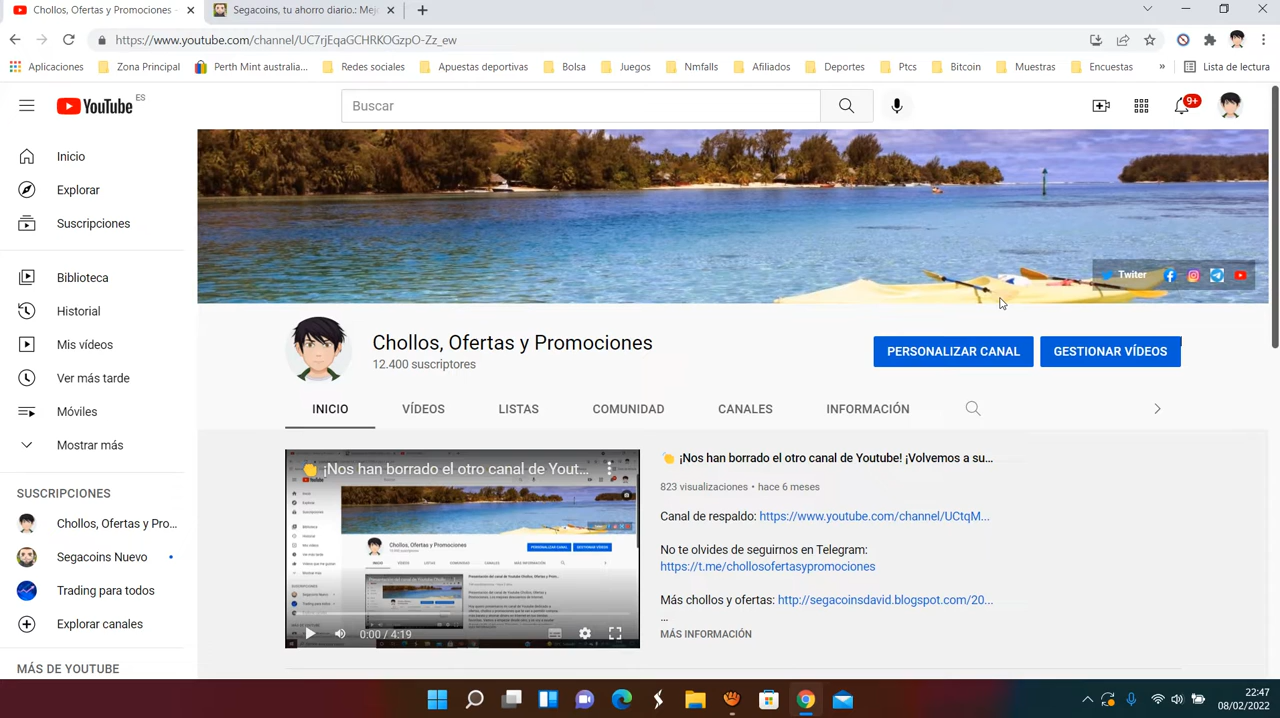 Chollos, Ofertas y Promociones -
Segacoins, tu ahorro diario.: Mejo
https://www.youtube.com/channel/UC7rjEqaGCHRKOGzpO-Zz_ew
Aplicaciones
Zona Principal
Perth Mint australia...
Redes sociales
Apuestas deportivas
Bolsa
Juegos
Nmfalls
Afiliados
Deportes
Ptcs
Bitcoin
Muestras
Encuestas
»
Lista de lectura
YouTube ES
Buscar
9+
Inicio
Explorar
Suscripciones
Biblioteca
Historial
Mis vídeos
Ver más tarde
Móviles
Mostrar más
SUSCRIPCIONES
Chollos, Ofertas y Pro...
Segacoins Nuevo
Trading para todos
Explorar canales
MÁS DE YOUTUBE
Twiter
Chollos, Ofertas y Promociones
12.400 suscriptores
PERSONALIZAR CANAL
GESTIONAR VÍDEOS
INICIO
VÍDEOS
LISTAS
COMUNIDAD
CANALES
INFORMACIÓN
¡Nos han borrado el otro canal de Yout...
Chollos, Ofertas y Promociones
0:00 / 4:19
¡Nos han borrado el otro canal de Youtube! ¡Volvemos a su...
823 visualizaciones • hace 6 meses
Canal de respaldo: https://www.youtube.com/channel/UCtqM...
No te olvides de seguirnos en Telegram:
https://t.me/chollosofertasypromociones
Más chollos y ofertas: http://segacoinsdavid.blogspot.com/20...
...
MÁS INFORMACIÓN
22:47
08/02/2022